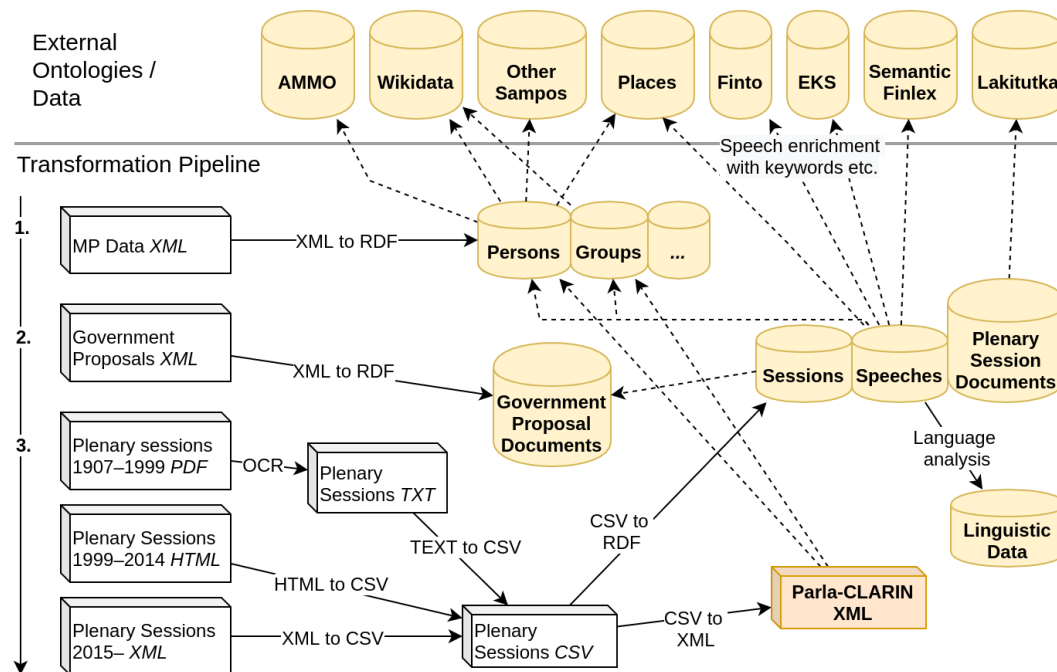 External
Ontologies /
Data
AMMO
Wikidata
Other
Sampos
Places
Finto
EKS
Semantic
Finlex
Lakitutka
Transformation Pipeline
Speech enrichment
with keywords etc.
1.
MP Data XML
XML to RDF
Persons
Groups
...
2.
Government
Proposals XML
XML to RDF
Government
Proposal
Documents
Sessions
Speeches
Plenary
Session
Documents
3.
Plenary sessions
1907–1999 PDF
OCR
Plenary
Sessions TXT
Language
analysis
Linguistic
Data
Plenary Sessions
1999–2014 HTML
TEXT to CSV
HTML to CSV
CSV to
RDF
Plenary Sessions
2015– XML
XML to CSV
Plenary
Sessions CSV
CSV to
XML
Parla-CLARIN
XML